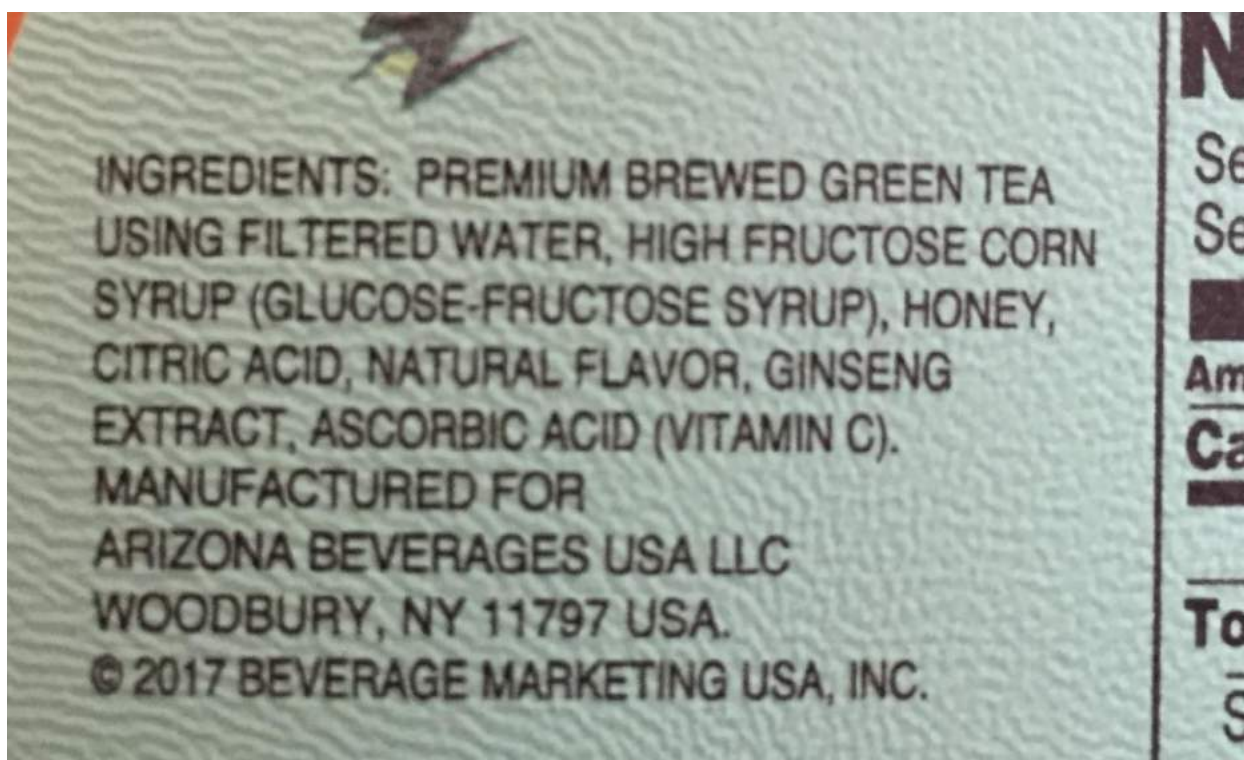 INGREDIENTS: PREMIUM BREWED GREEN TEA
USING FILTERED WATER, HIGH FRUCTOSE CORN
SYRUP (GLUCOSE-FRUCTOSE SYRUP), HONEY,
CITRIC ACID, NATURAL FLAVOR, GINSENG
EXTRACT, ASCORBIC ACID (VITAMIN C).
MANUFACTURED FOR
ARIZONA BEVERAGES USA LLC
WOODBURY, NY 11797 USA.
© 2017 BEVERAGE MARKETING USA, INC.